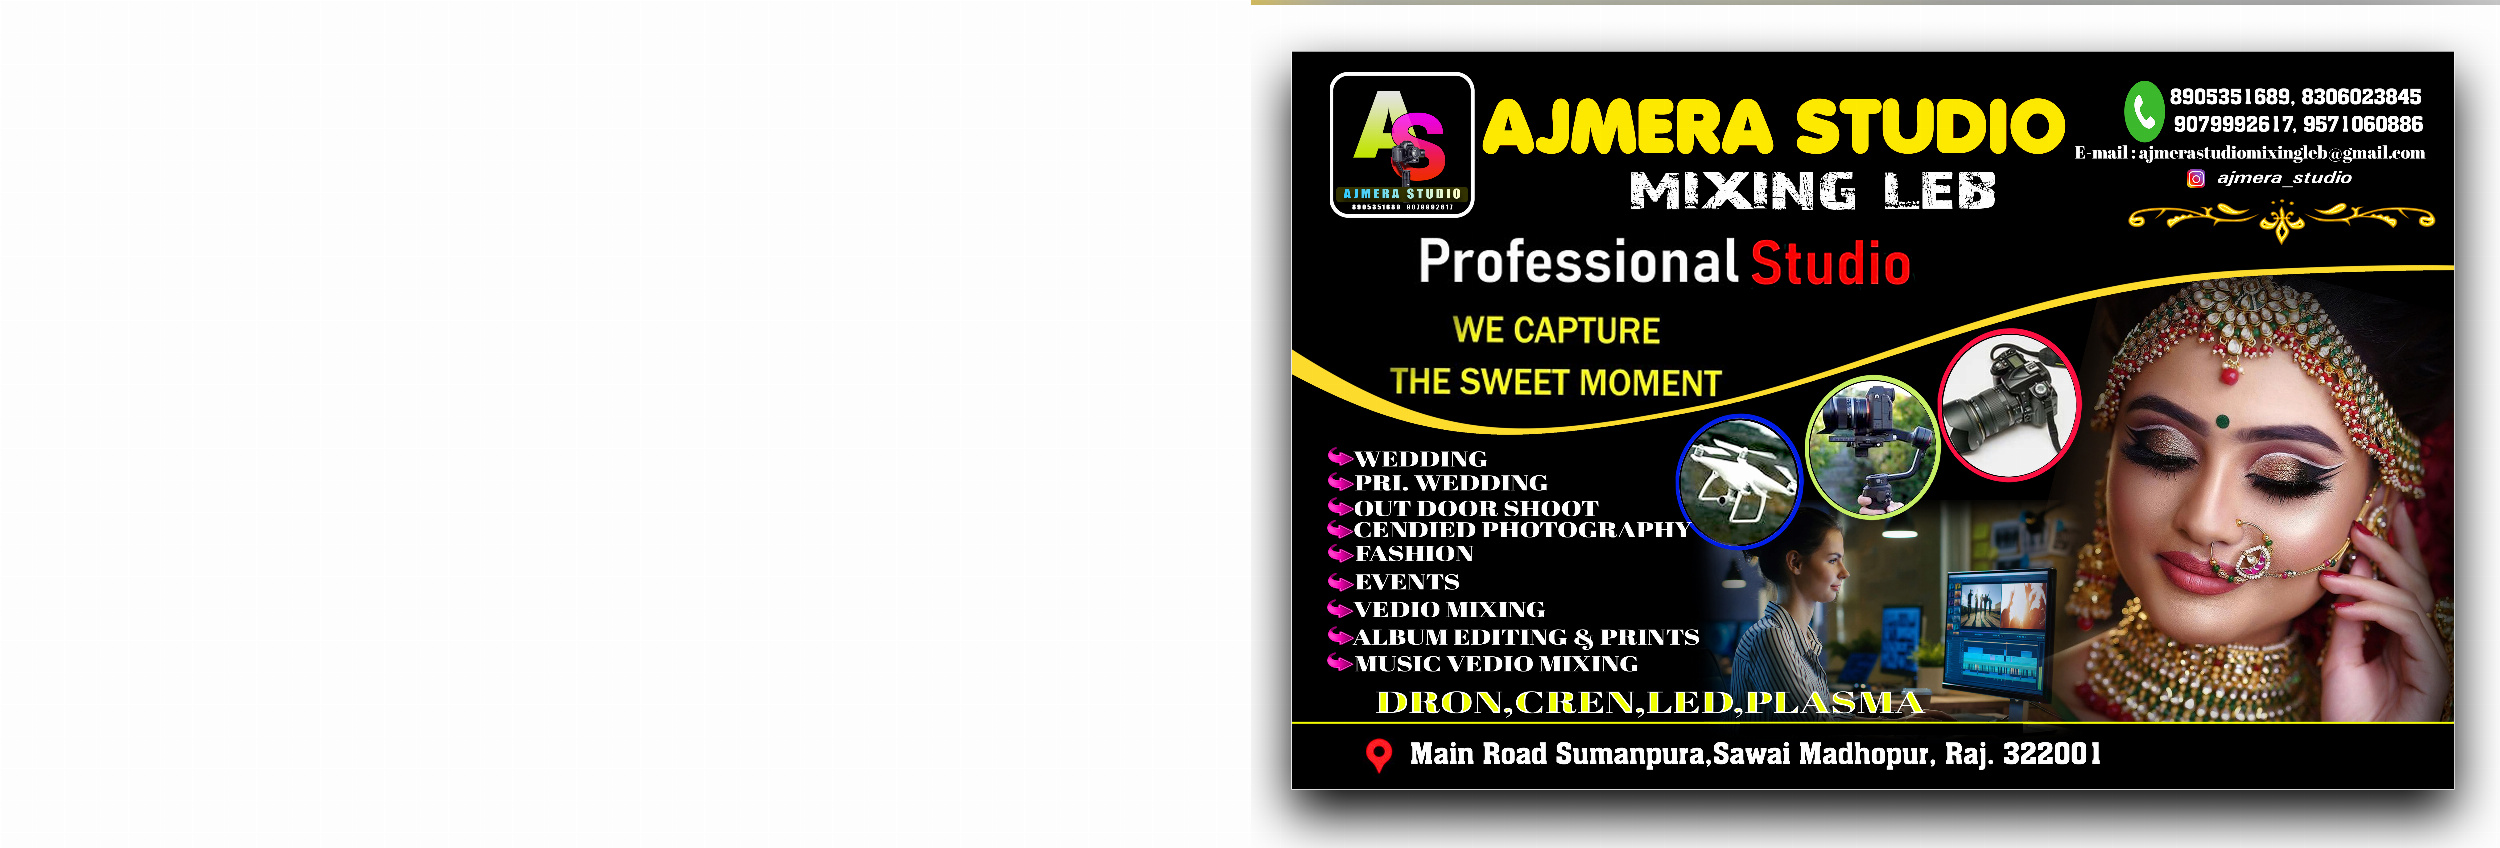 AS
AJMERA STUDIO
8905351689 9079992617
AJMERA STUDIO
MIXING LEB
8905351689, 8306023845
9079992617, 9571060886
E-mail : ajmerastudiomixingleb@gmail.com
ajmera_studio
Professional Studio
WE CAPTURE
THE SWEET MOMENT
WEDDING
PRI. WEDDING
OUT DOOR SHOOT
CENDIED PHOTOGRAPHY
FASHION
EVENTS
VEDIO MIXING
ALBUM EDITING & PRINTS
MUSIC VEDIO MIXING
DRON,CREN,LED,PLASMA
Main Road Sumanpura,Sawai Madhopur, Raj. 322001